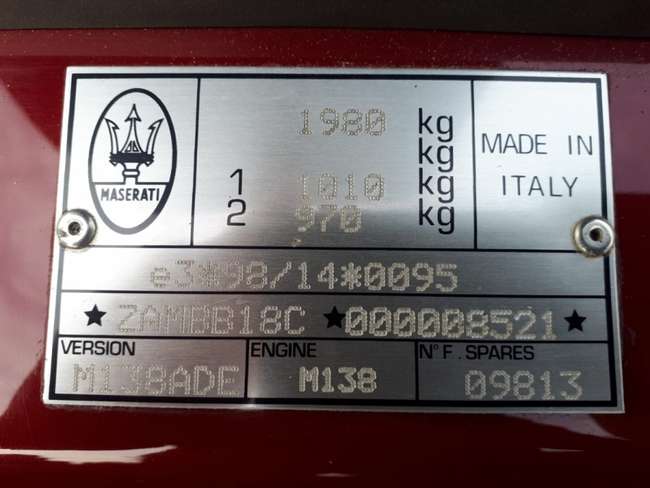 MASERATI
1980 kg
kg
1 1010 kg
2 970 kg
MADE IN
ITALY
e3*98/14*0095
★ ZAMBB18C ★000008521★
VERSION
M138ADE
ENGINE
M138
N° F. SPARES
09813